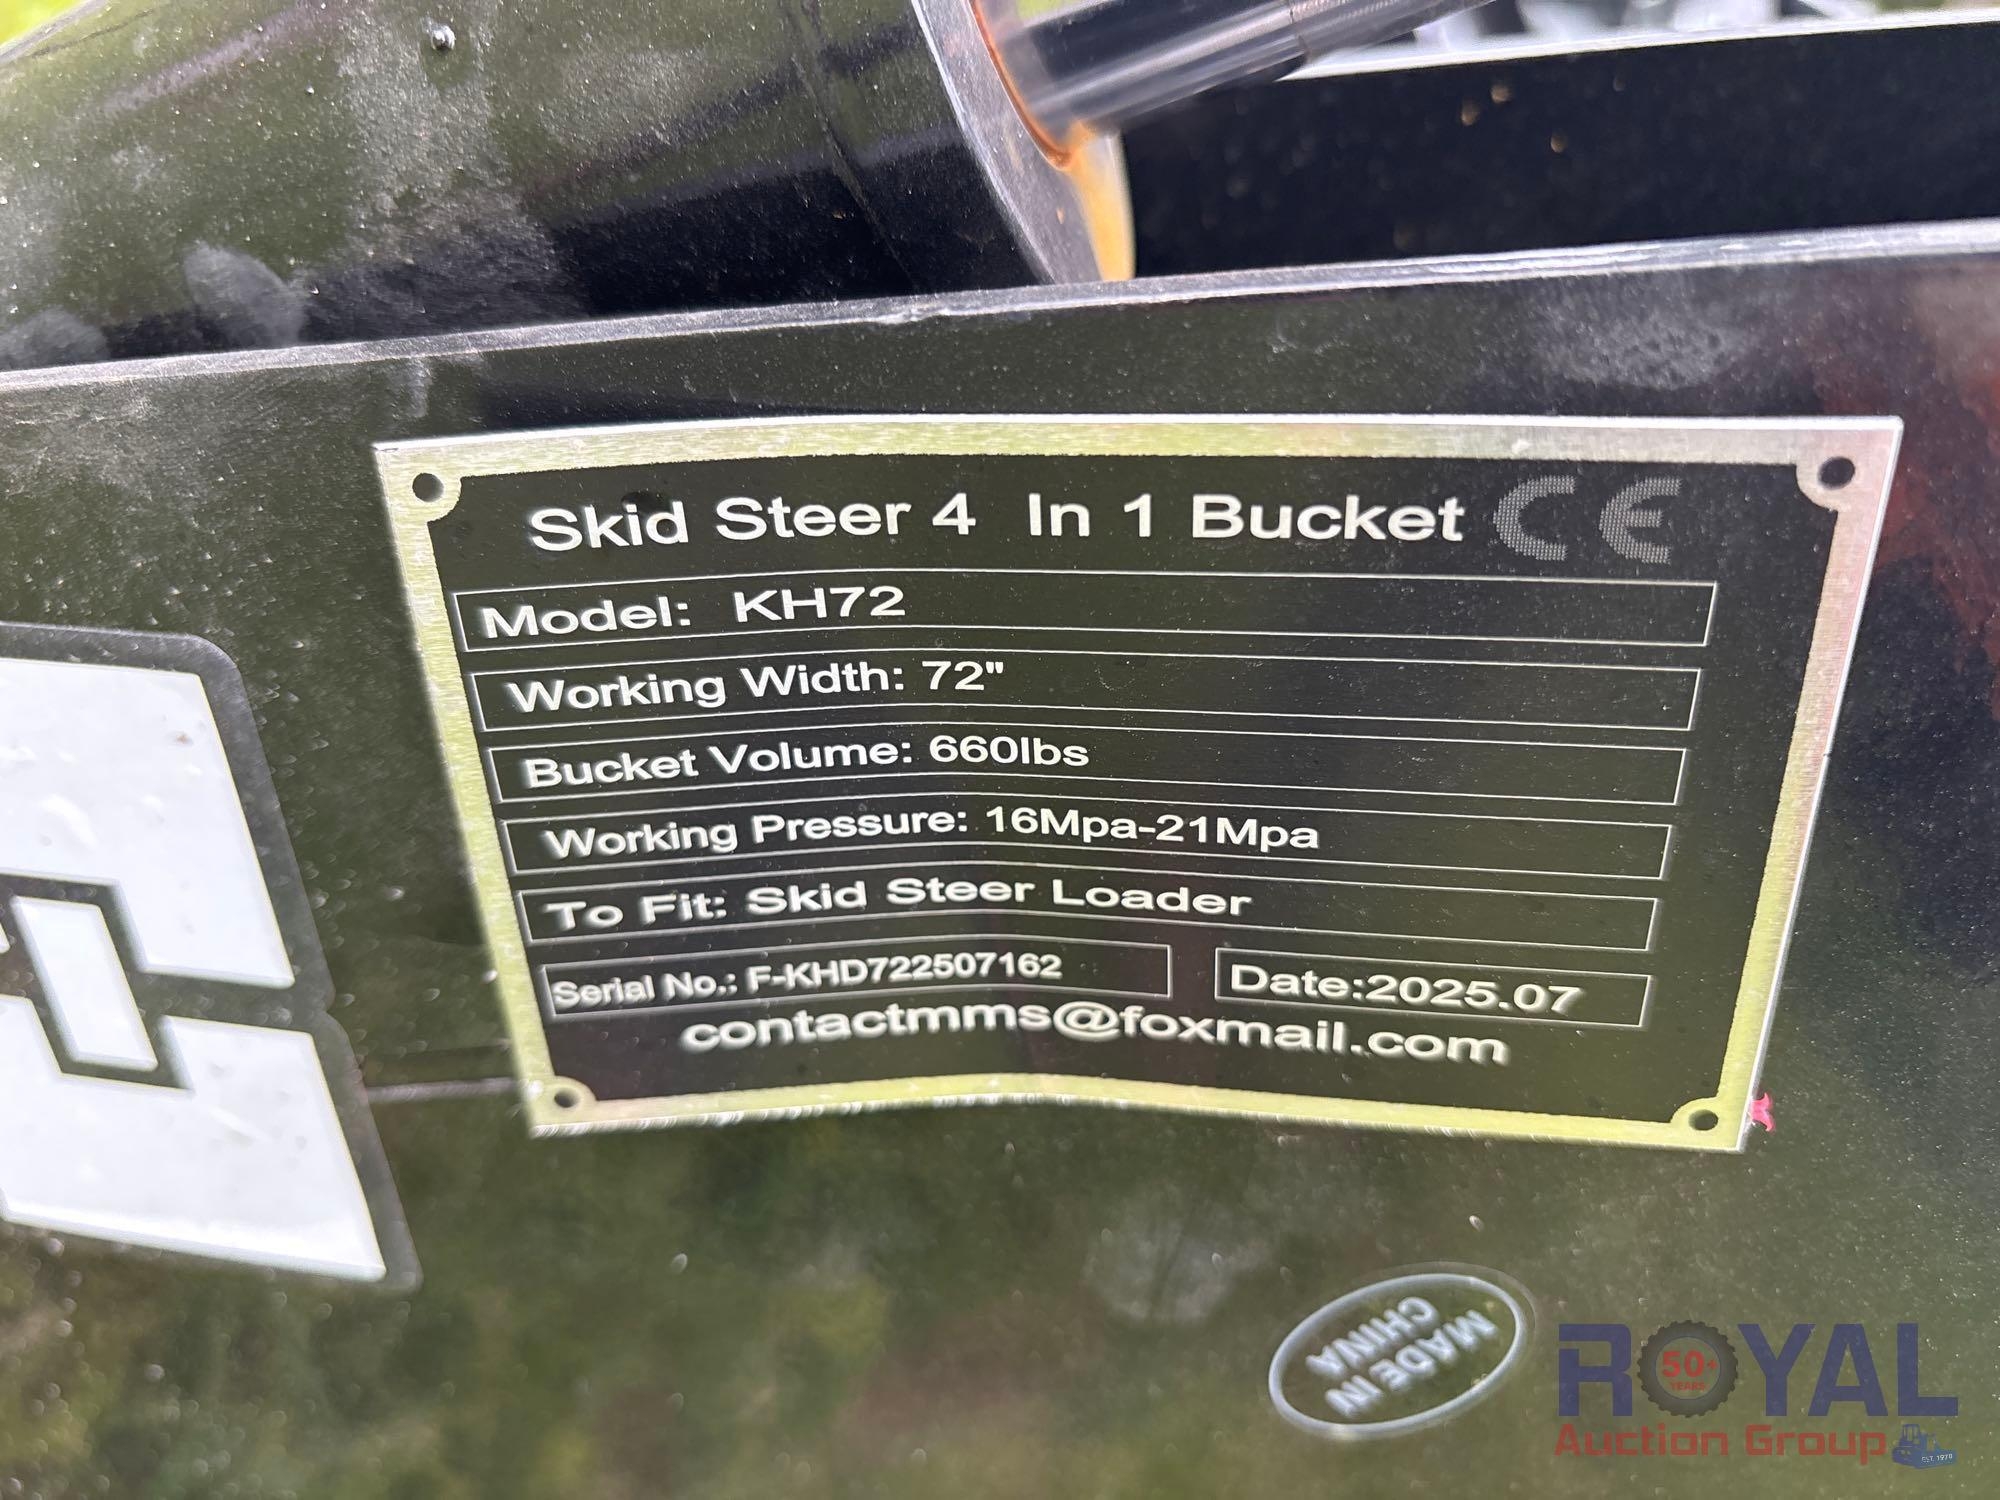 Skid Steer 4 In 1 Bucket CE
Model: KH72
Working Width: 72"
Bucket Volume: 660lbs
Working Pressure: 16Mpa-21Mpa
To Fit: Skid Steer Loader
Serial No.: F-KHD722507162
Date:2025.07
contactmms@foxmail.com
MADE IN
CHINA
ROYAL
50+
YEARS
Auction Group
EST. 1970